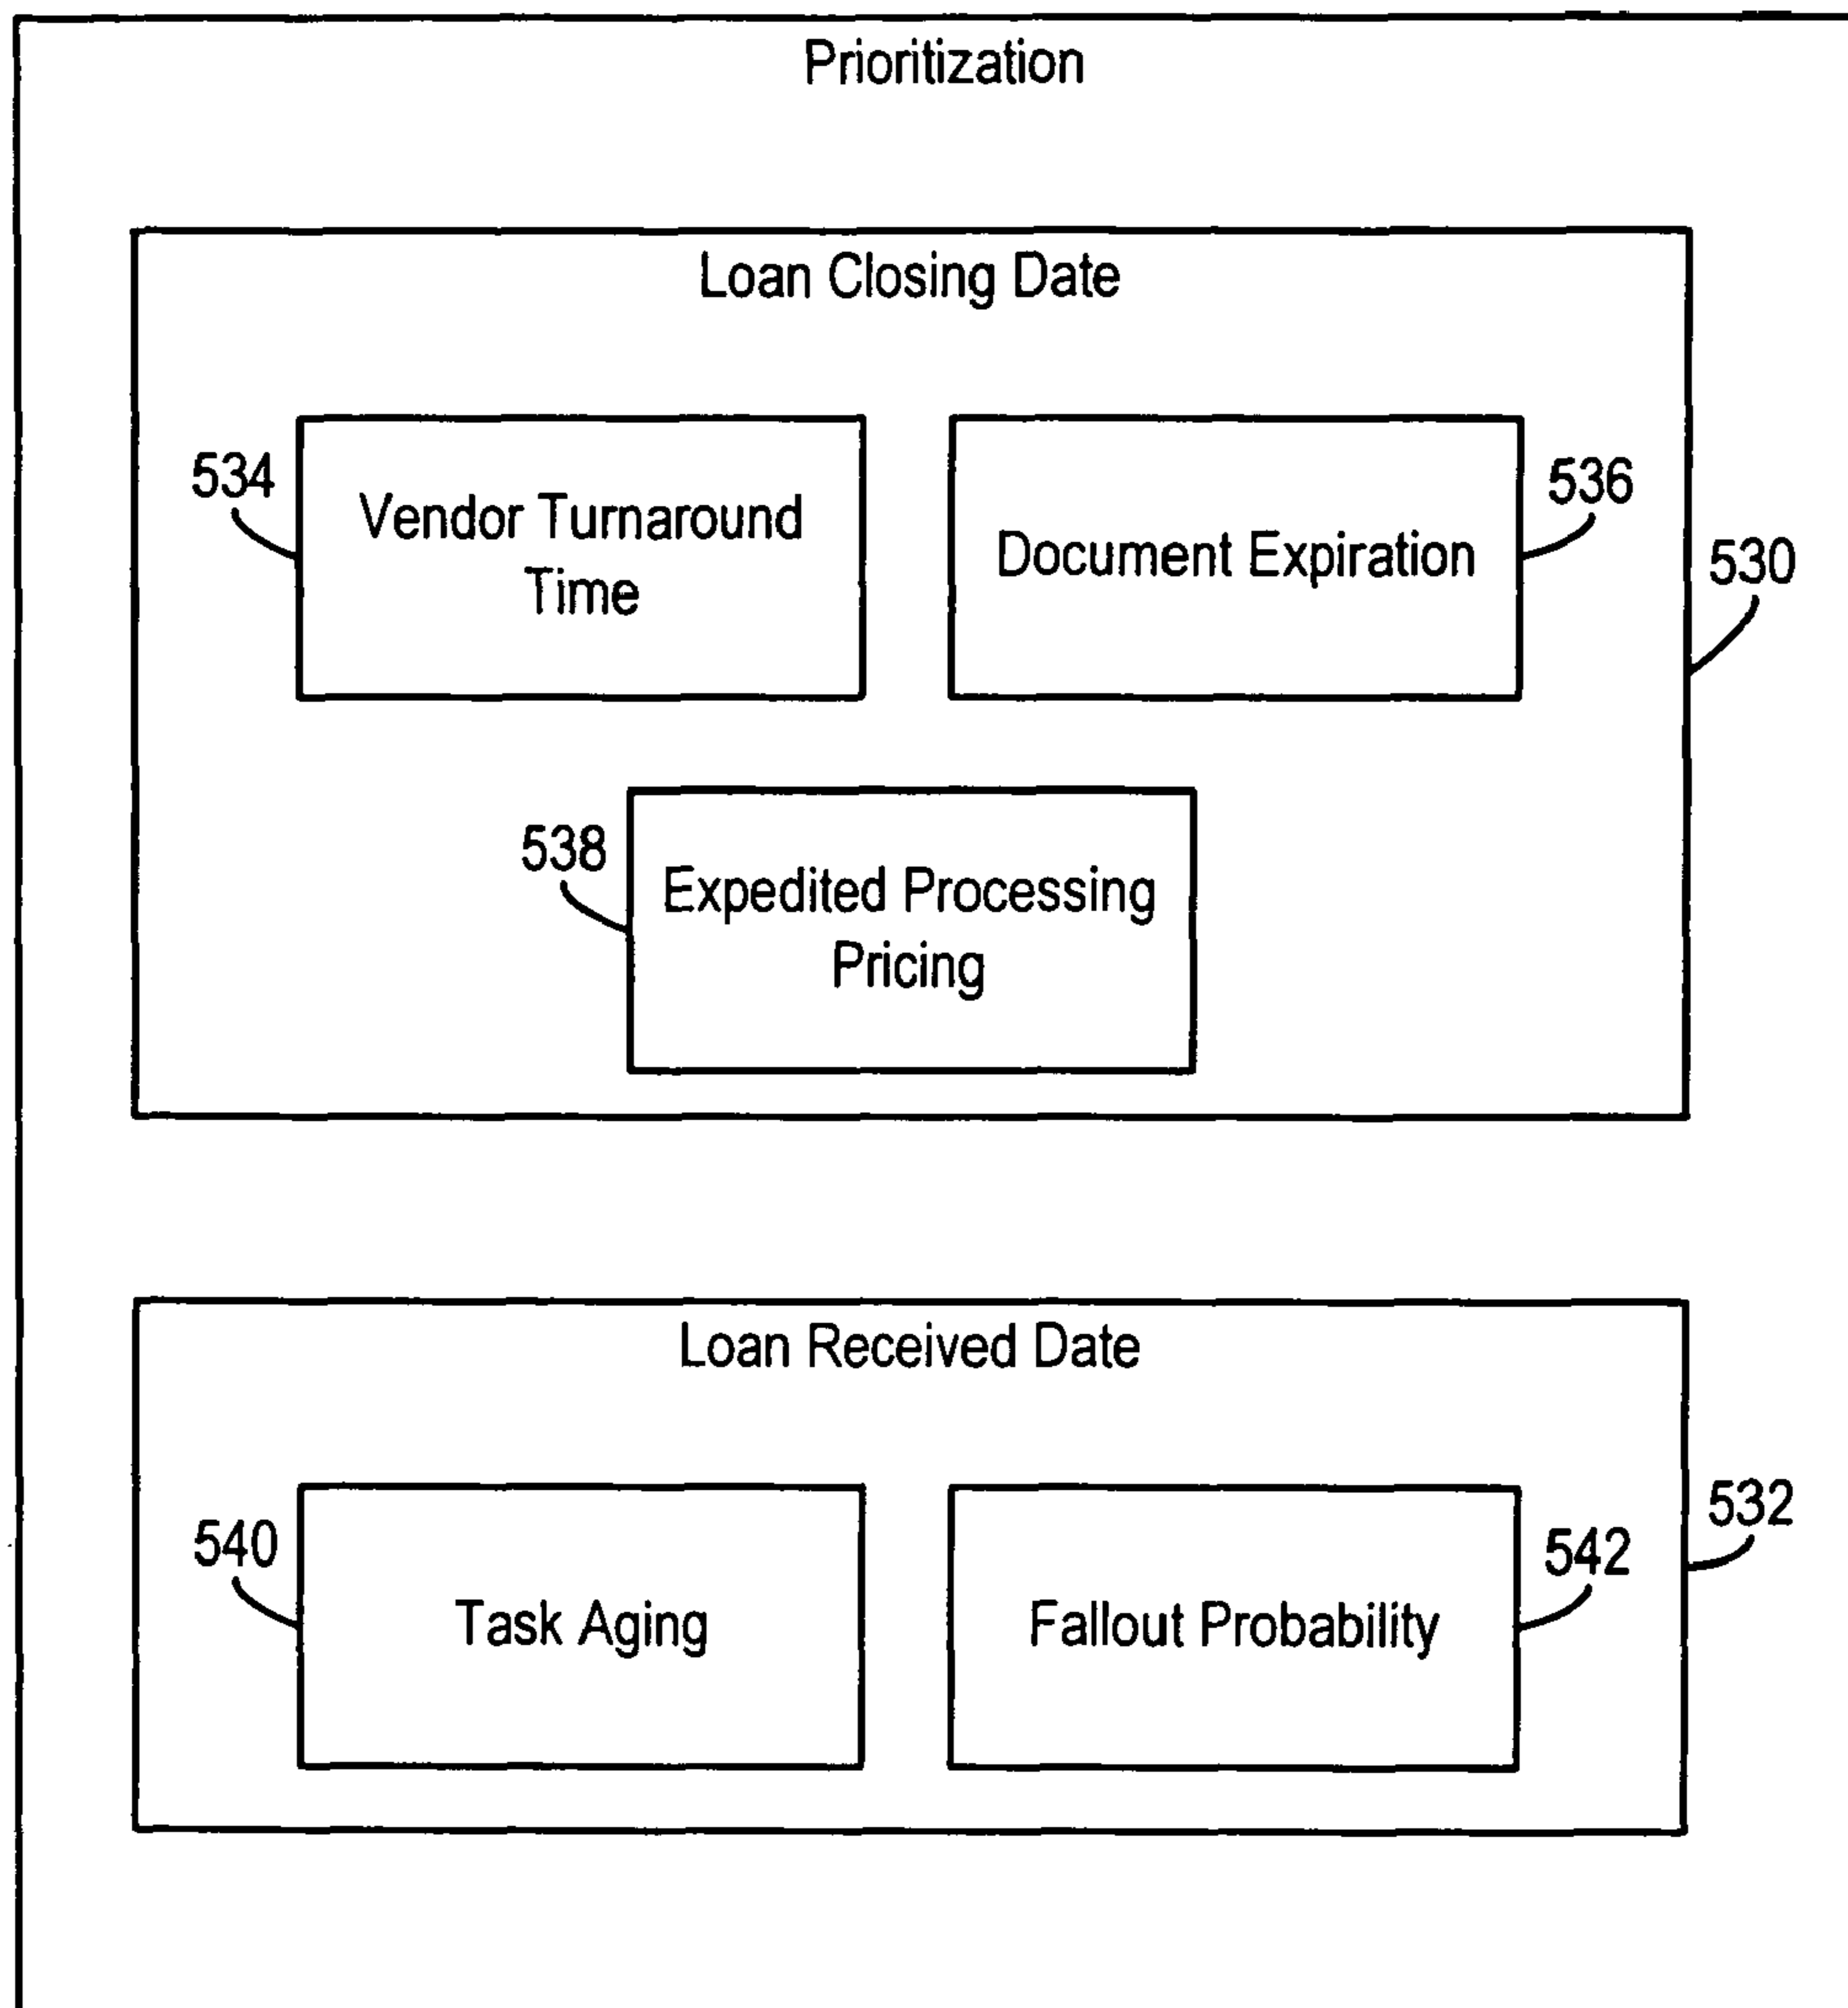 Prioritization
Loan Closing Date
534
Vendor Turnaround
Time
536
Document Expiration
530
538
Expedited Processing
Pricing
Loan Received Date
532
540
Task Aging
542
Fallout Probability